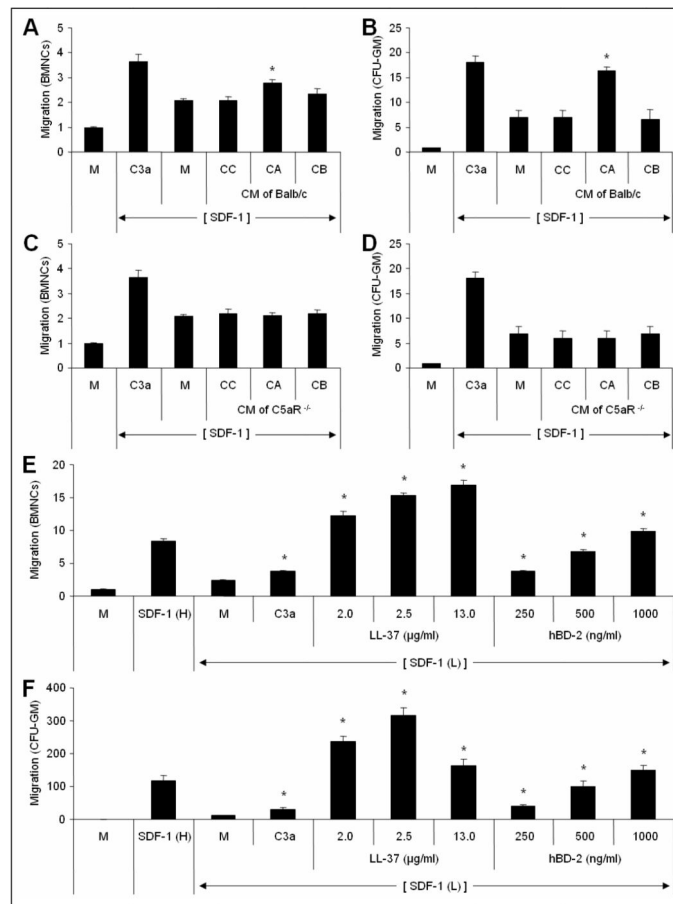 A
Migration (BMNCs)
5
4
3
2
1
0
*
M C3a M CC CA CB
CM of Balb/c
[ SDF-1 ]
B
Migration (CFU-GM)
25
20
15
10
5
0
*
M C3a M CC CA CB
CM of Balb/c
[ SDF-1 ]
C
Migration (BMNCs)
5
4
3
2
1
0
M C3a M CC CA CB
CM of C5aR -/-
[ SDF-1 ]
D
Migration (CFU-GM)
25
20
15
10
5
0
M C3a M CC CA CB
CM of C5aR -/-
[ SDF-1 ]
E
Migration (BMNCs)
20
15
10
5
0
* * * * * * *
M SDF-1 (H) M C3a 2.0 2.5 13.0 250 500 1000
LL-37 (µg/ml) hBD-2 (ng/ml)
[ SDF-1 (L) ]
F
Migration (CFU-GM)
400
300
200
100
0
* * * * * * *
M SDF-1 (H) M C3a 2.0 2.5 13.0 250 500 1000
LL-37 (µg/ml) hBD-2 (ng/ml)
[ SDF-1 (L) ]